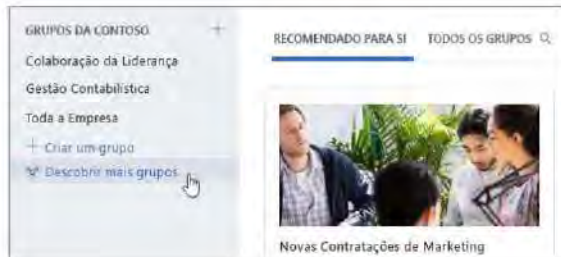 GRUPOS DA CONTOSO
Colaboração da Liderança
Gestão Contabilística
Toda a Empresa
Criar um grupo
Descobrir mais grupos
RECOMENDADO PARA SI TODOS OS GRUPOS
Novas Contratações de Marketing